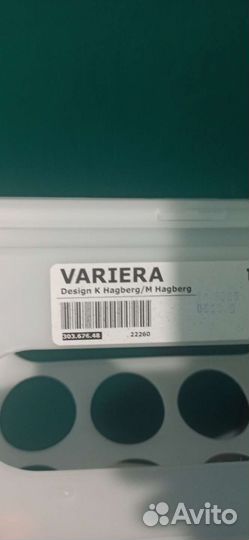 VARIERA
Design K Hagberg/M Hagberg
303.676.48 22260
Avito